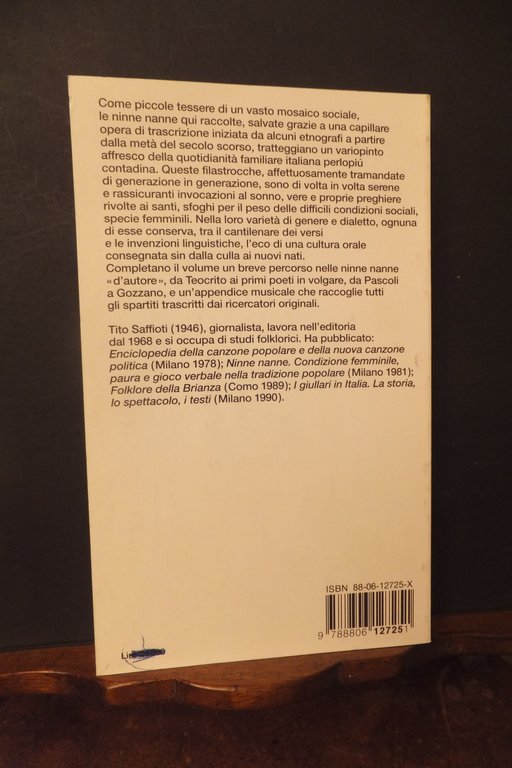 Come piccole tessere di un vasto mosaico sociale,
le ninne nanne qui raccolte, salvate grazie a una capillare
opera di trascrizione iniziata da alcuni etnografi a partire
dalla metà del secolo scorso, tratteggiano un variopinto
affresco della quotidianità familiare italiana perlopiú
contadina. Queste filastrocche, affettuosamente tramandate
di generazione in generazione, sono di volta in volta serene
e rassicuranti invocazioni al sonno, vere e proprie preghiere
rivolte ai santi, sfoghi per il peso delle difficili condizioni sociali,
specie femminili. Nella loro varietà di genere e dialetto, ognuna
di esse conserva, tra il cantilenare dei versi
e le invenzioni linguistiche, l'eco di una cultura orale
consegnata sin dalla culla ai nuovi nati.
Completano il volume un breve percorso nelle ninne nanne
«d'autore», da Teocrito ai primi poeti in volgare, da Pascoli
a Gozzano, e un'appendice musicale che raccoglie tutti
gli spartiti trascritti dai ricercatori originali.
Tito Saffioti (1946), giornalista, lavora nell'editoria
dal 1968 e si occupa di studi folklorici. Ha pubblicato:
Enciclopedia della canzone popolare e della nuova canzone
politica (Milano 1978); Ninne nanne. Condizione femminile,
paura e gioco verbale nella tradizione popolare (Milano 1981);
Folklore della Brianza (Como 1989); I giullari in Italia. La storia,
lo spettacolo, i testi (Milano 1990).
ISBN 88-06-12725-X
9 788806 127251